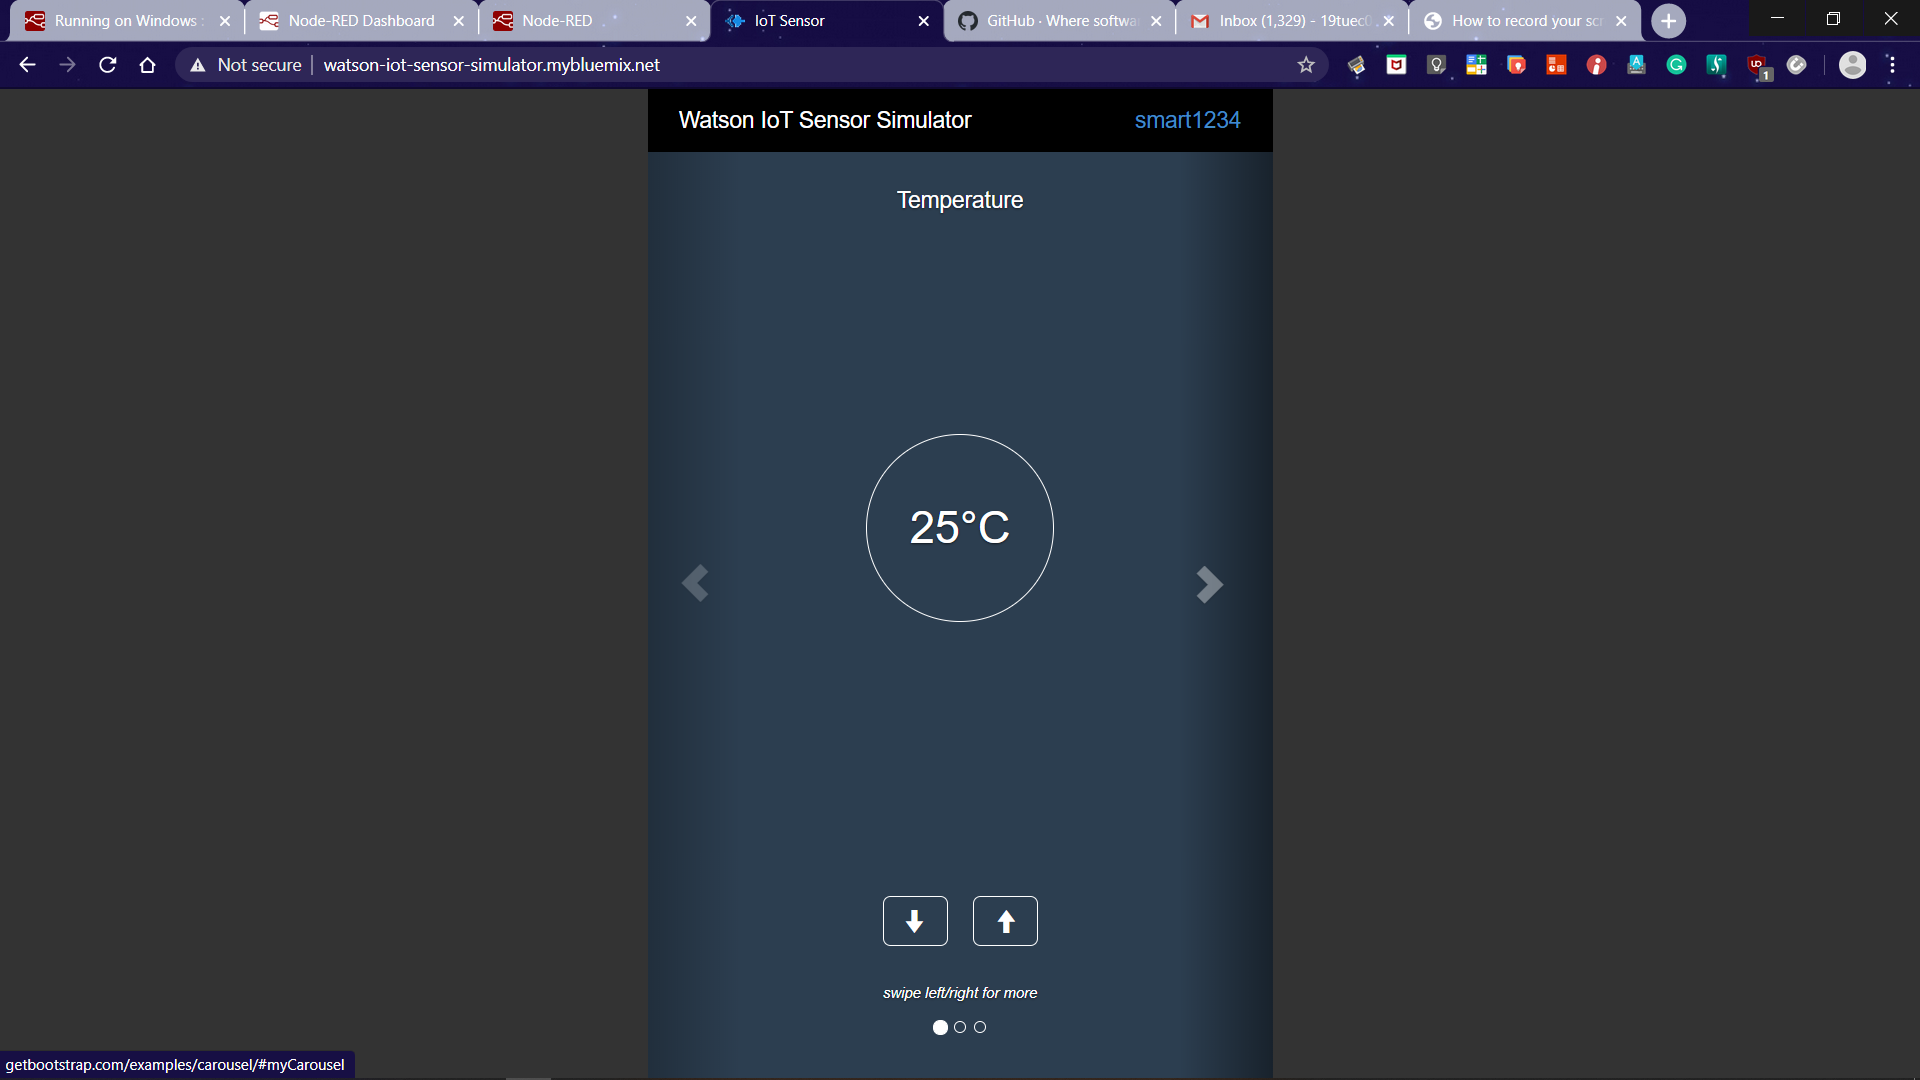 Running on Windows :
Node-RED Dashboard
Node-RED
IoT Sensor
GitHub · Where softwa
Inbox (1,329) - 19tuec0
How to record your scr
Not secure
watson-iot-sensor-simulator.mybluemix.net
1
Watson IoT Sensor Simulator
smart1234
Temperature
25°C
swipe left/right for more
getbootstrap.com/examples/carousel/#myCarousel